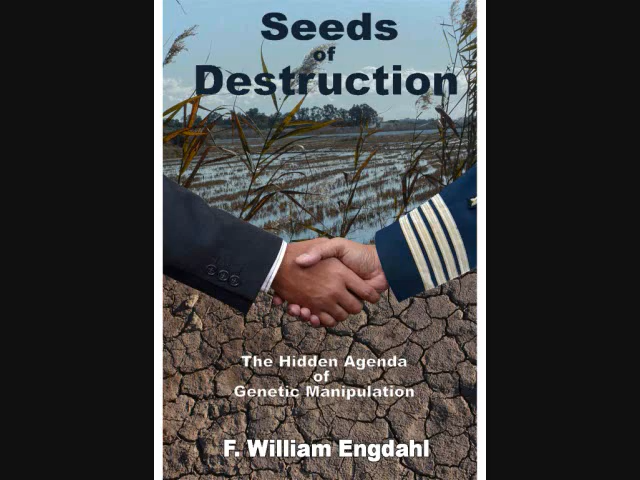 Seeds
of
Destruction
The Hidden Agenda
of
Genetic Manipulation
F. William Engdahl